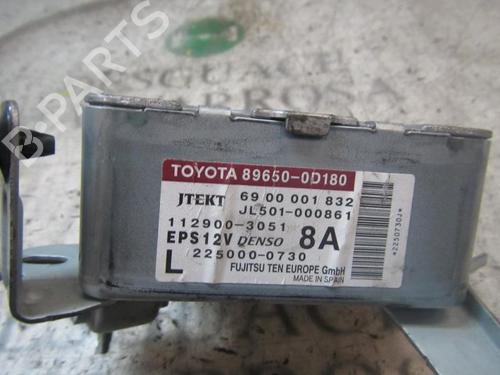 B-PARTS
TOYOTA 89650-0D180
JTEKT 69 00 001 832
JL501-000861
112900-3051
EPS12V DENSO 8A
L 225000-0730
FUJITSU TEN EUROPE GmbH
MADE IN SPAIN
*2250730J*